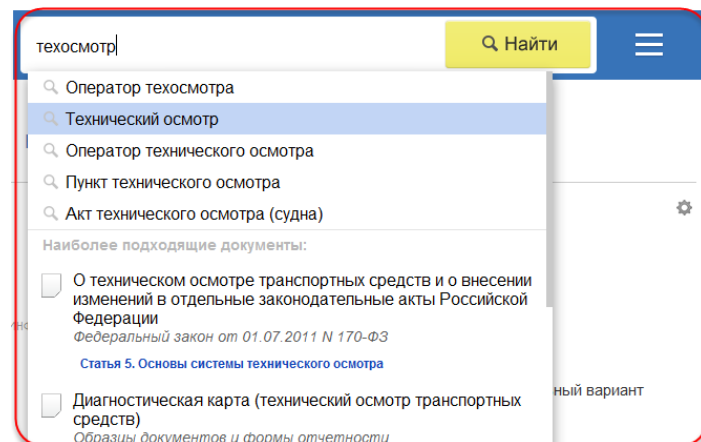 техосмотр
Найти
Оператор техосмотра
Технический осмотр
Оператор технического осмотра
Пункт технического осмотра
Акт технического осмотра (судна)
Наиболее подходящие документы:
О техническом осмотре транспортных средств и о внесении
изменений в отдельные законодательные акты Российской
Федерации
Федеральный закон от 01.07.2011 N 170-ФЗ
Статья 5. Основы системы технического осмотра
ный вариант
Диагностическая карта (технический осмотр транспортных
средств)
Образцы документов и формы отчетности